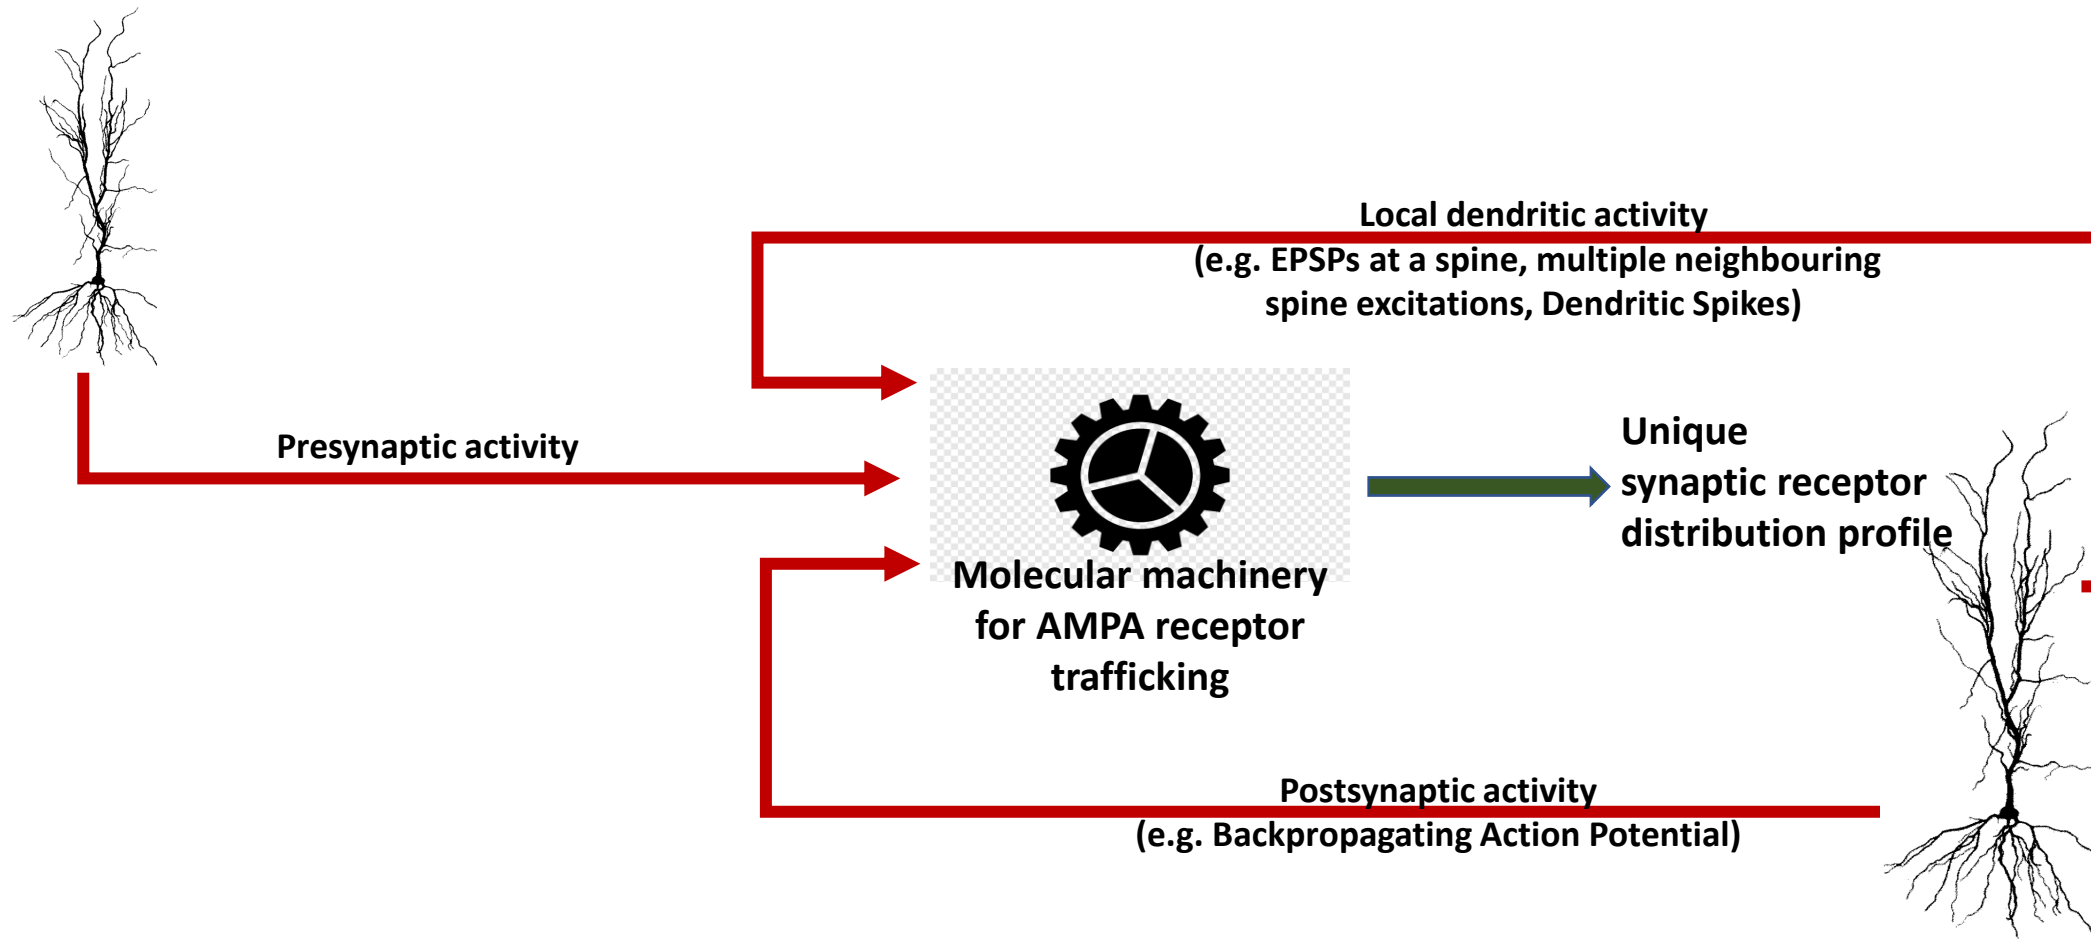 Local dendritic activity
(e.g. EPSPs at a spine, multiple neighbouring
spine excitations, Dendritic Spikes)
Presynaptic activity
Unique
synaptic receptor
distribution profile
Molecular machinery
for AMPA receptor
trafficking
Postsynaptic activity
(e.g. Backpropagating Action Potential)